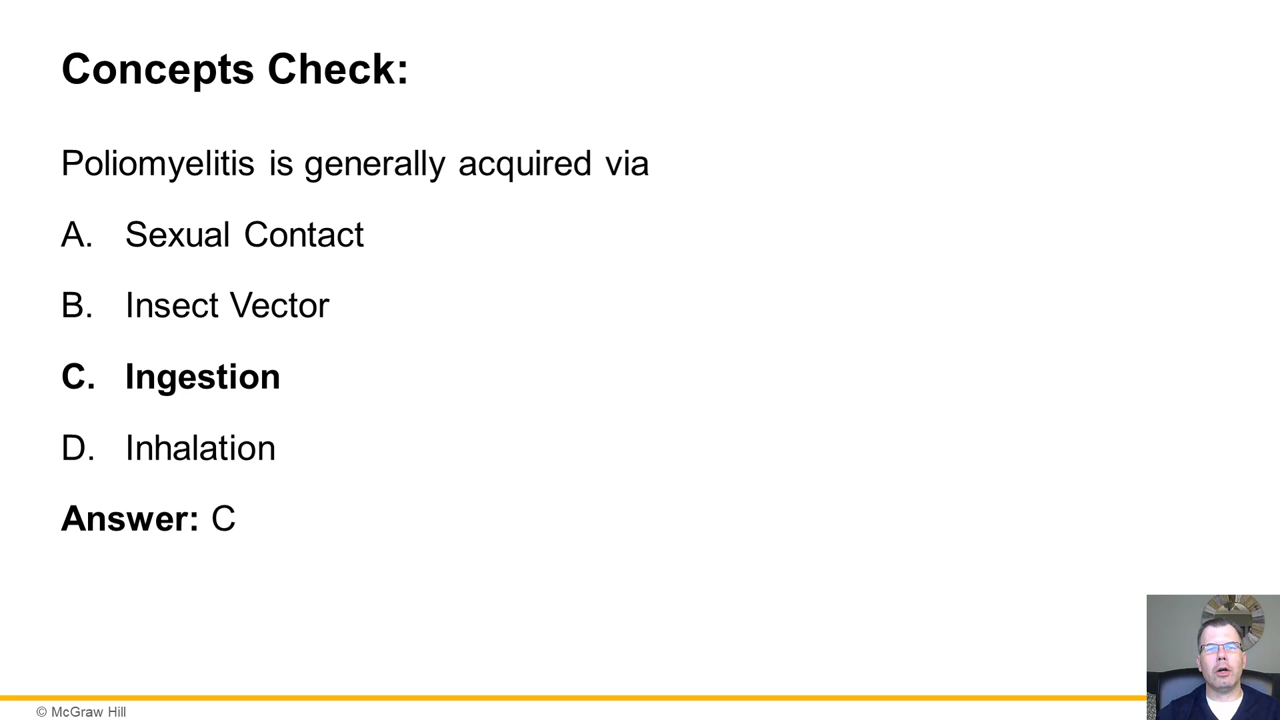 Concepts Check:
Poliomyelitis is generally acquired via
A. Sexual Contact
B. Insect Vector
C. Ingestion
D. Inhalation
Answer: C
© McGraw Hill